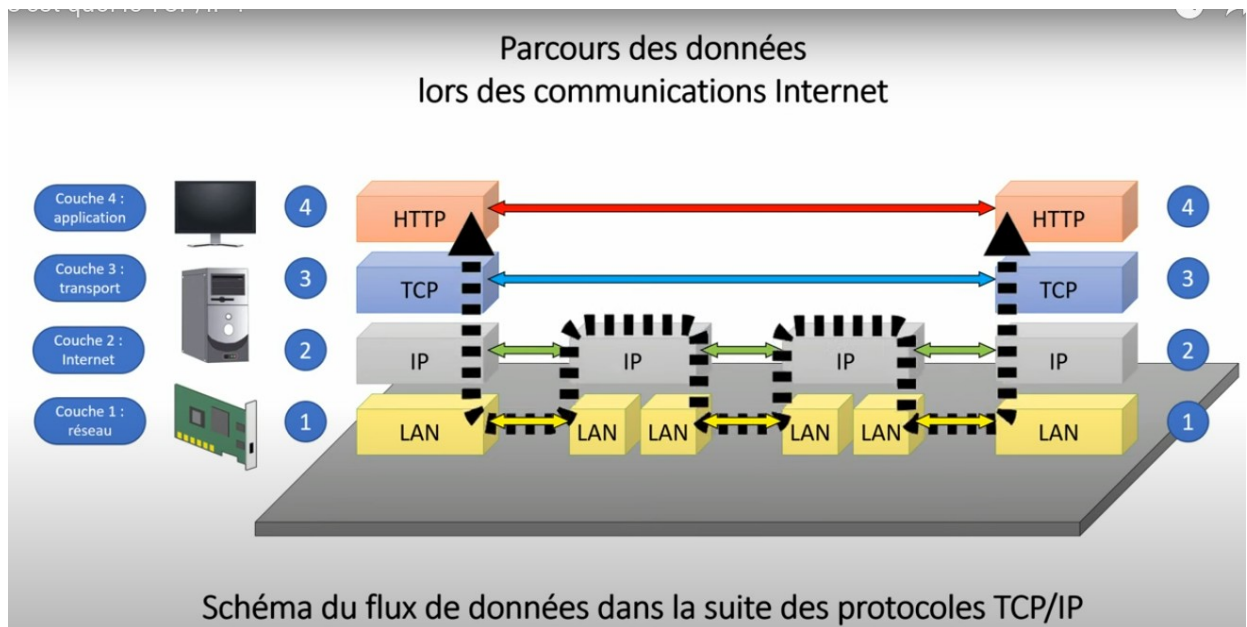 Parcours des données
lors des communications Internet
Couche 4 :
application
4
HTTP
HTTP
4
Couche 3 :
transport
3
TCP
TCP
3
Couche 2 :
Internet
2
IP
IP
IP
IP
2
Couche 1 :
réseau
1
LAN
LAN
LAN
LAN
LAN
LAN
1
Schéma du flux de données dans la suite des protocoles TCP/IP